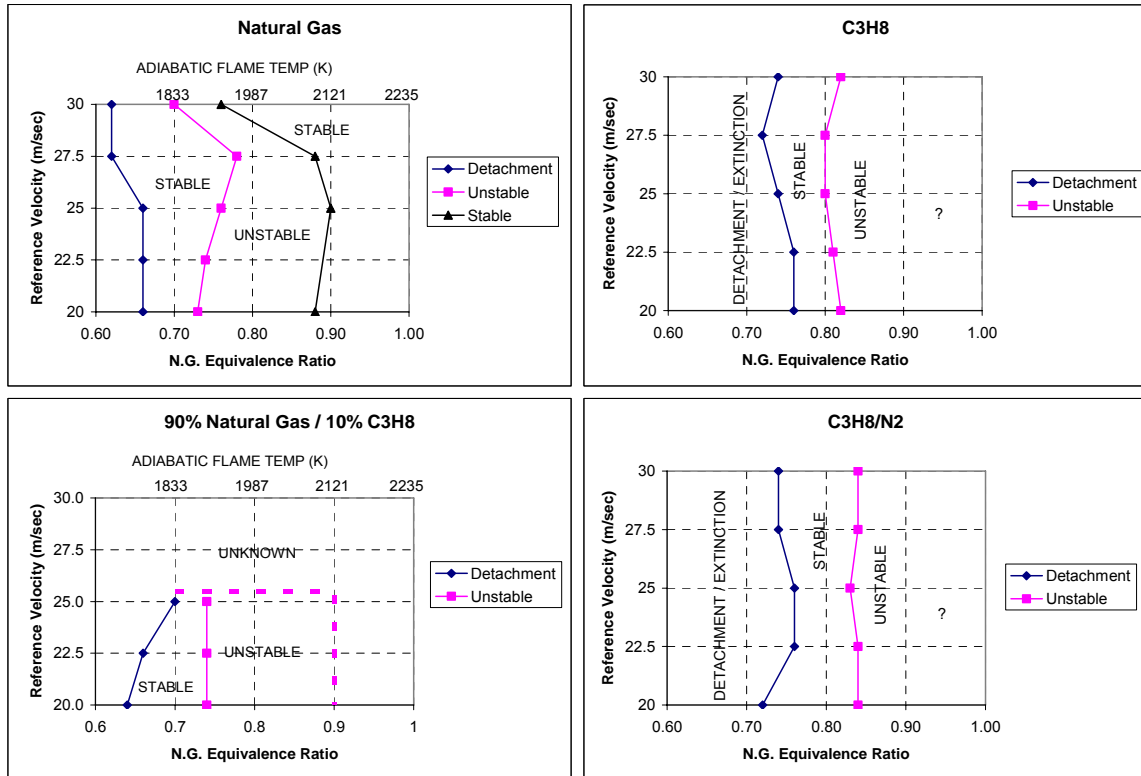 Natural Gas
ADIABATIC FLAME TEMP (K)
1833 1987 2121 2235
30
27.5
25
22.5
20
Reference Velocity (m/sec)
STABLE
STABLE
UNSTABLE
0.60 0.70 0.80 0.90 1.00
N.G. Equivalence Ratio
Detachment
Unstable
Stable
C3H8
30
27.5
25
22.5
20
Reference Velocity (m/sec)
DETACHMENT / EXTINCTION
STABLE
UNSTABLE
?
0.60 0.70 0.80 0.90 1.00
N.G. Equivalence Ratio
Detachment
Unstable
90% Natural Gas / 10% C3H8
ADIABATIC FLAME TEMP (K)
1833 1987 2121 2235
30.0
27.5
25.0
22.5
20.0
Reference Velocity (m/sec)
UNKNOWN
UNSTABLE
STABLE
0.6 0.7 0.8 0.9 1
N.G. Equivalence Ratio
Detachment
Unstable
C3H8/N2
30
27.5
25
22.5
20
Reference Velocity (m/sec)
DETACHMENT / EXTINCTION
STABLE
UNSTABLE
?
0.60 0.70 0.80 0.90 1.00
N.G. Equivalence Ratio
Detachment
Unstable